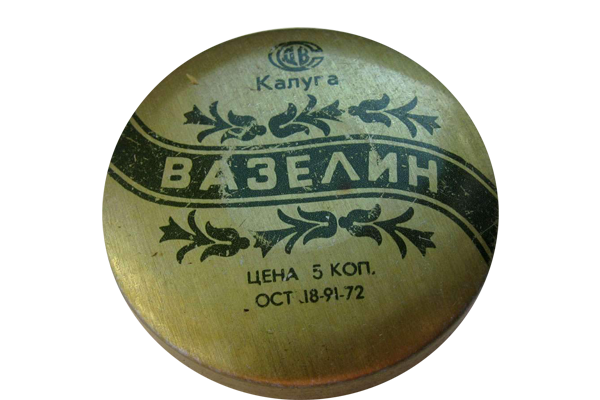 Калуга
ВАЗЕЛИН
ЦЕНА 5 КОП.
ОСТ 18-91-72